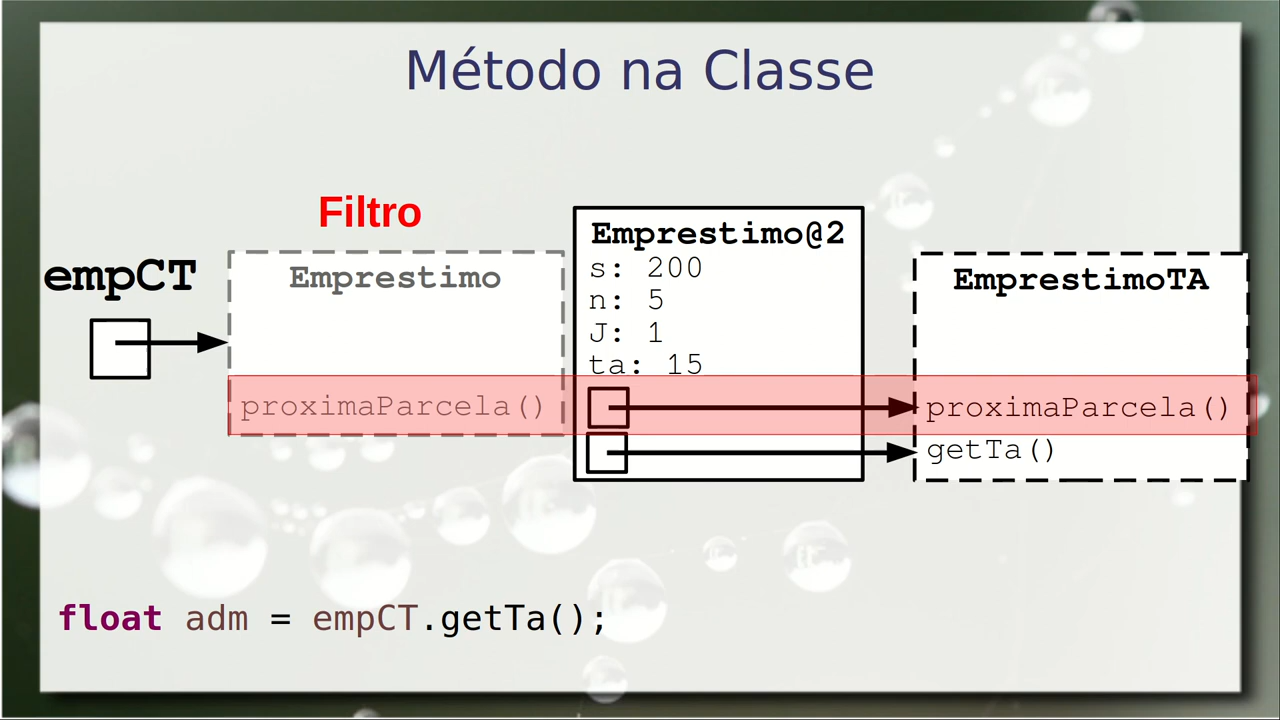 Método na Classe
Filtro
empCT
Emprestimo
proximaParcela()
Emprestimo@2
s: 200
n: 5
J: 1
ta: 15
EmprestimoTA
proximaParcela()
getTa()
float adm = empCT.getTa();